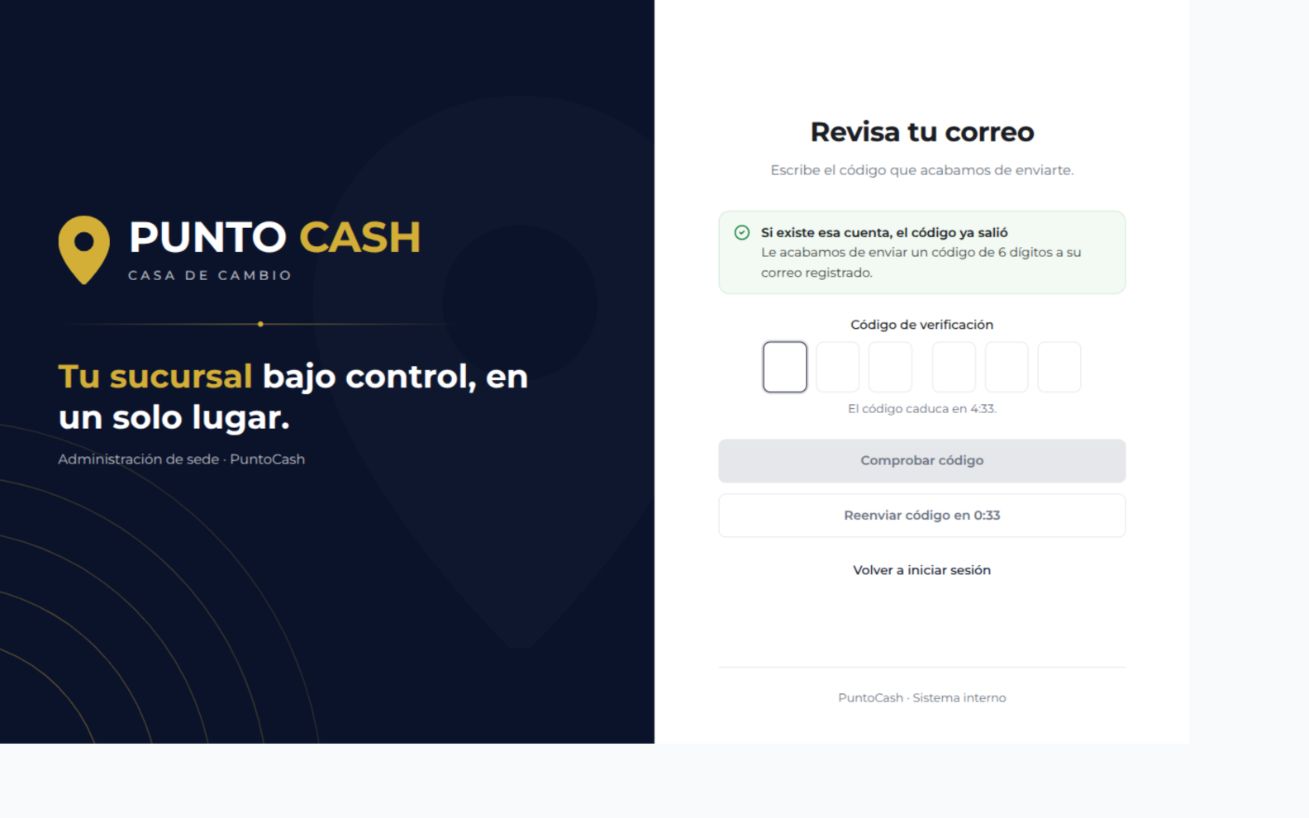 PUNTO CASH
CASA DE CAMBIO
Tu sucursal bajo control, en
un solo lugar.
Administración de sede · PuntoCash
Revisa tu correo
Escribe el código que acabamos de enviarte.
Si existe esa cuenta, el código ya salió
Le acabamos de enviar un código de 6 dígitos a su
correo registrado.
Código de verificación
El código caduca en 4:33.
Comprobar código
Reenviar código en 0:33
Volver a iniciar sesión
PuntoCash · Sistema interno